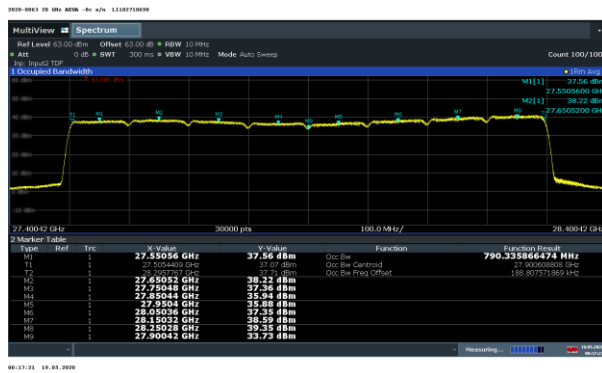 2020-0063 28 GHz AEWA -8c s/n L1182710698
MultiView Spectrum
Ref Level 63.00 dBm Offset 63.00 dB RBW 10 MHz
Att 0 dB SWT 300 ms VBW 10 MHz Mode Auto Sweep Count 100/100
Inp: Input2 TDF
1 Occupied Bandwidth 1Rm Avg
M1[1] 37.56 dBm
27.5505600 GHz
M2[1] 38.22 dBm
27.6505200 GHz
27.40042 GHz 30000 pts 100.0 MHz/ 28.40042 GHz
2 Marker Table
Type Ref Trc X-Value Y-Value Function Function Result
M1 1 27.55056 GHz 37.56 dBm Occ Bw 790.335866474 MHz
T1 1 27.5054409 GHz 37.07 dBm Occ Bw Centroid 27.900608808 GHz
T2 1 28.2957767 GHz 37.71 dBm Occ Bw Freq Offset 188.807571869 kHz
M2 1 27.65052 GHz 38.22 dBm
M3 1 27.75048 GHz 37.36 dBm
M4 1 27.85044 GHz 35.94 dBm
M5 1 27.9504 GHz 35.88 dBm
M6 1 28.05036 GHz 37.35 dBm
M7 1 28.15032 GHz 38.59 dBm
M8 1 28.25028 GHz 39.35 dBm
M9 1 27.90042 GHz 33.73 dBm
Measuring...
00:17:21 19.05.2020